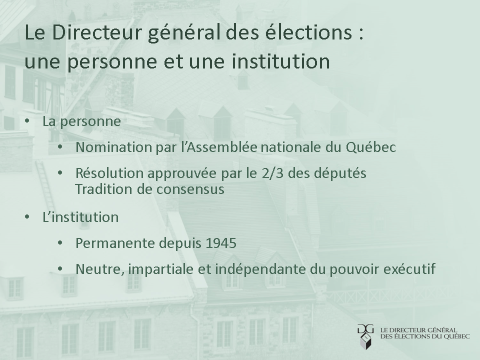 Le Directeur général des élections :
une personne et une institution
• La personne
• Nomination par l'Assemblée nationale du Québec
• Résolution approuvée par le 2/3 des députés
Tradition de consensus
• L'institution
• Permanente depuis 1945
• Neutre, impartiale et indépendante du pouvoir exécutif
LE DIRECTEUR GÉNÉRAL
DES ÉLECTIONS DU QUÉBEC